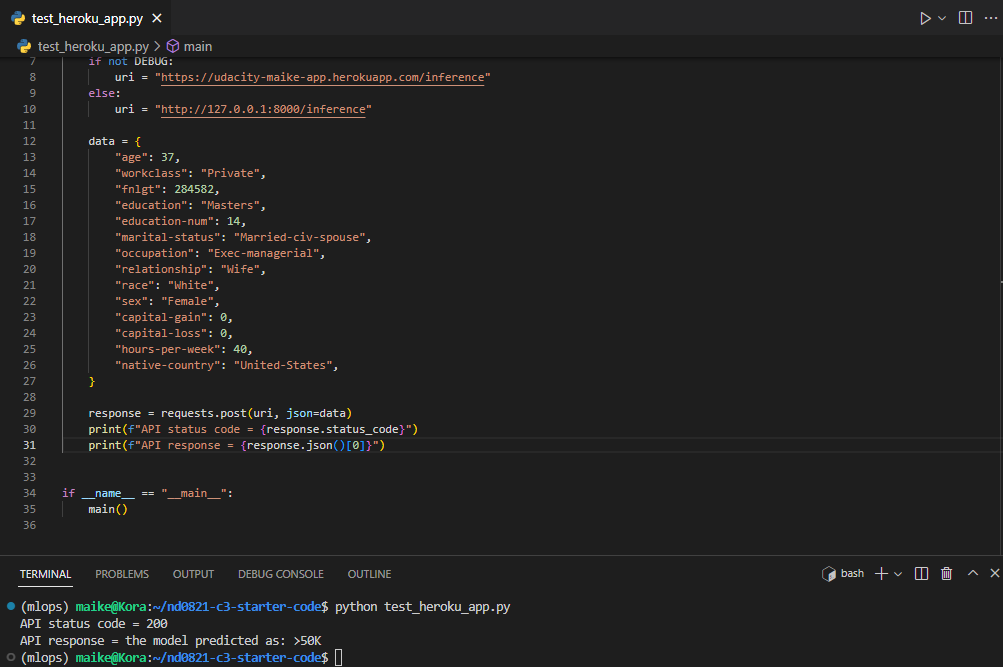 test_heroku_app.py
test_heroku_app.py > main
7 if not DEBUG:
8 uri = "https://udacity-maike-app.herokuapp.com/inference"
9 else:
10 uri = "http://127.0.0.1:8000/inference"
11
12 data = {
13 "age": 37,
14 "workclass": "Private",
15 "fnlgt": 284582,
16 "education": "Masters",
17 "education-num": 14,
18 "marital-status": "Married-civ-spouse",
19 "occupation": "Exec-managerial",
20 "relationship": "Wife",
21 "race": "White",
22 "sex": "Female",
23 "capital-gain": 0,
24 "capital-loss": 0,
25 "hours-per-week": 40,
26 "native-country": "United-States",
27 }
28
29 response = requests.post(uri, json=data)
30 print(f"API status code = {response.status_code}")
31 print(f"API response = {response.json()[0]}")
32
33
34 if __name__ == "__main__":
35 main()
36
TERMINAL PROBLEMS OUTPUT DEBUG CONSOLE OUTLINE bash
(mlops) maike@Kora:~/nd0821-c3-starter-code$ python test_heroku_app.py
API status code = 200
API response = the model predicted as: >50K
(mlops) maike@Kora:~/nd0821-c3-starter-code$